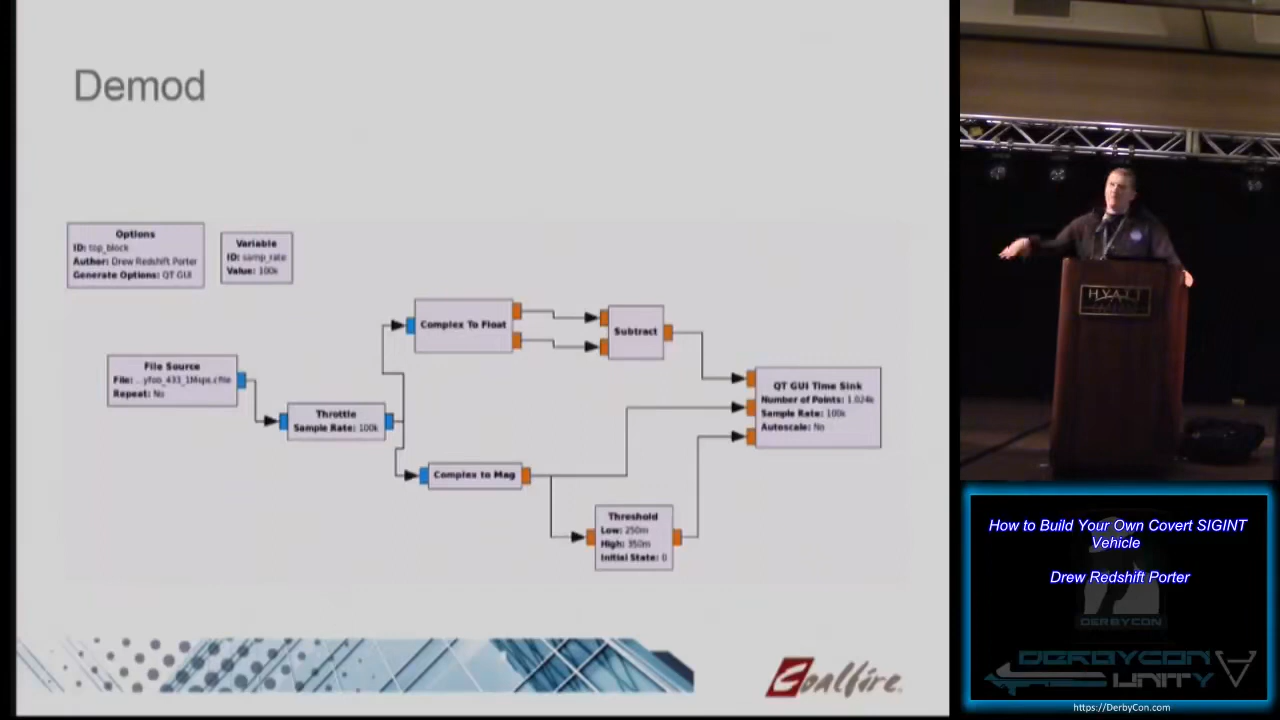 Demod
Options
ID: top_block
Author: Drew Redshift Porter
Generate Options: QT GUI
Variable
ID: samp_rate
Value: 100k
File Source
File: ...yfoo_433_1Msps.cfile
Repeat: No
Throttle
Sample Rate: 100k
Complex To Float
Subtract
Complex to Mag
Threshold
Low: 250m
High: 350m
Initial State: 0
QT GUI Time Sink
Number of Points: 1.024k
Sample Rate: 100k
Autoscale: No
Coalfire
HYATT
How to Build Your Own Covert SIGINT
Vehicle
Drew Redshift Porter
DERBYCON
DERBYCON
UNITY
https://DerbyCon.com